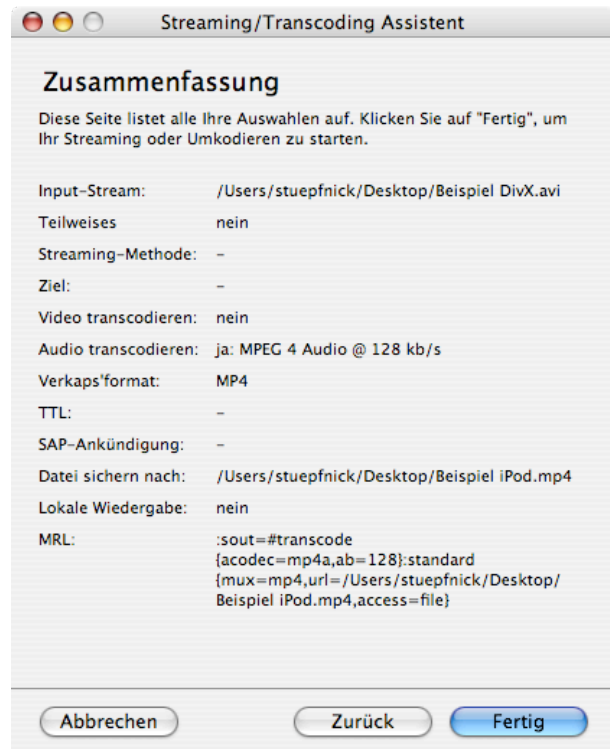 Streaming/Transcoding Assistent
Zusammenfassung
Diese Seite listet alle Ihre Auswahlen auf. Klicken Sie auf "Fertig", um
Ihr Streaming oder Umkodieren zu starten.
Input-Stream: /Users/stuepfnick/Desktop/Beispiel DivX.avi
Teilweises nein
Streaming-Methode: –
Ziel: –
Video transcodieren: nein
Audio transcodieren: ja: MPEG 4 Audio @ 128 kb/s
Verkaps'format: MP4
TTL: –
SAP-Ankündigung: –
Datei sichern nach: /Users/stuepfnick/Desktop/Beispiel iPod.mp4
Lokale Wiedergabe: nein
MRL: :sout=#transcode
{acodec=mp4a,ab=128}:standard
{mux=mp4,url=/Users/stuepfnick/Desktop/
Beispiel iPod.mp4,access=file}
Abbrechen Zurück Fertig